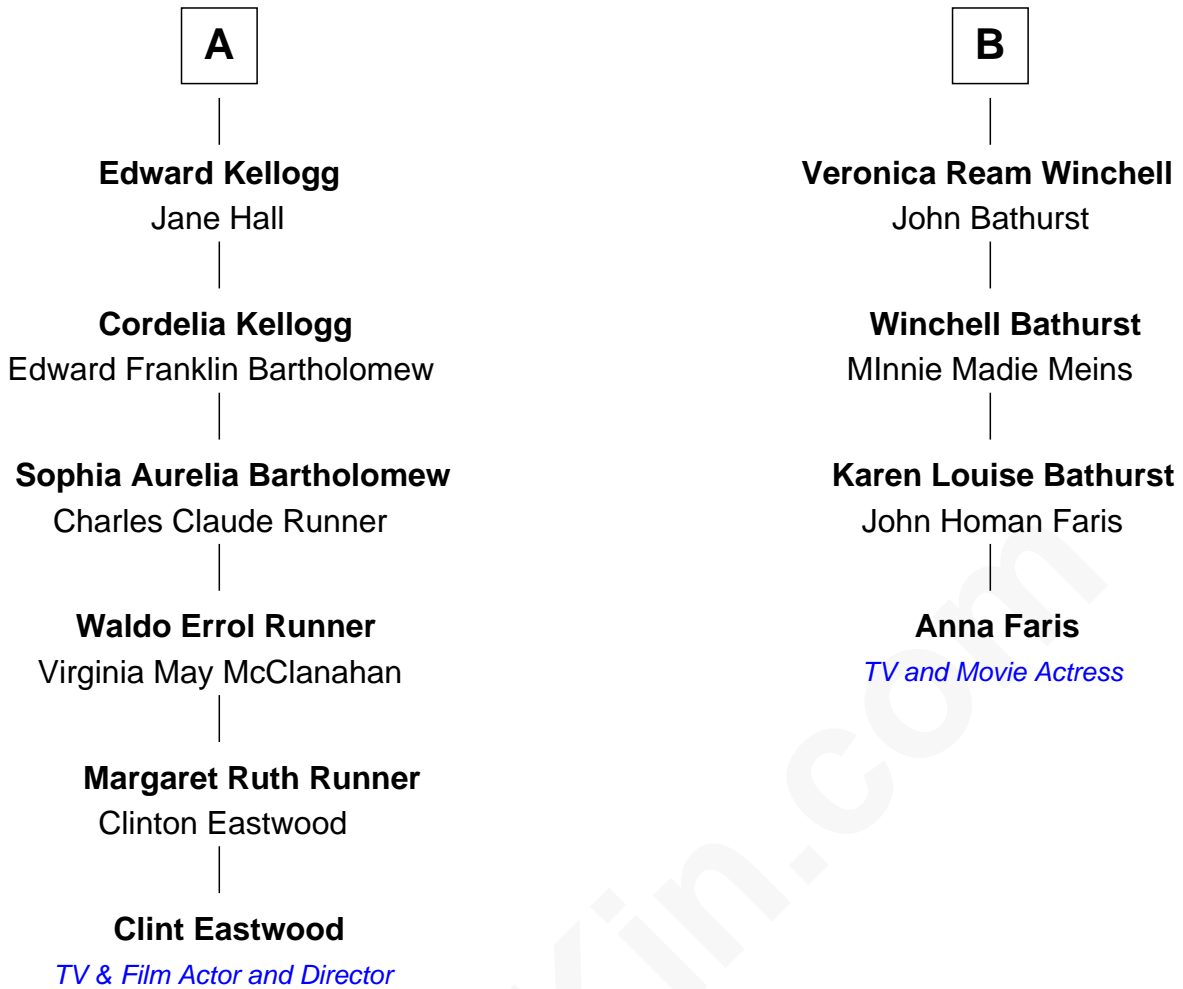 A
Edward Kellogg
Jane Hall
Cordelia Kellogg
Edward Franklin Bartholomew
Sophia Aurelia Bartholomew
Charles Claude Runner
Waldo Errol Runner
Virginia May McClanahan
Margaret Ruth Runner
Clinton Eastwood
Clint Eastwood
TV & Film Actor and Director
B
Veronica Ream Winchell
John Bathurst
Winchell Bathurst
MInnie Madie Meins
Karen Louise Bathurst
John Homan Faris
Anna Faris
TV and Movie Actress